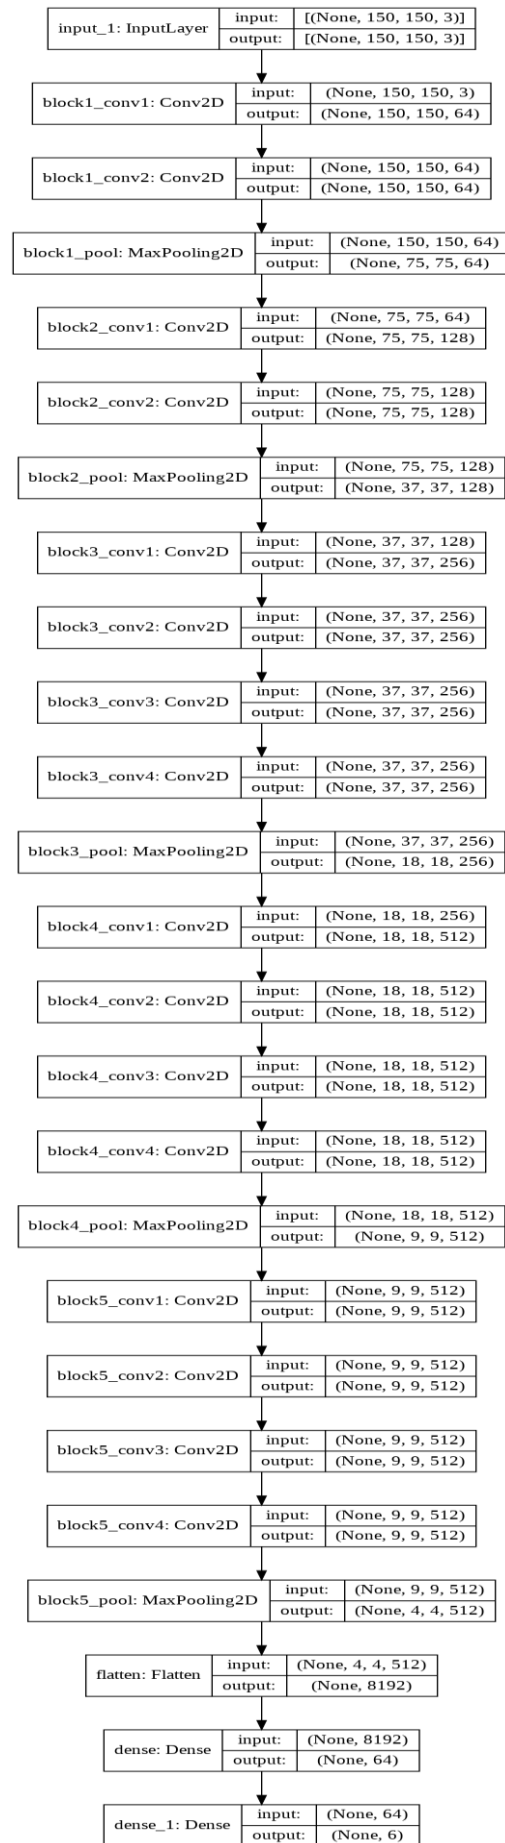 input_1: InputLayer
input: [(None, 150, 150, 3)]
output: [(None, 150, 150, 3)]
block1_conv1: Conv2D
input: (None, 150, 150, 3)
output: (None, 150, 150, 64)
block1_conv2: Conv2D
input: (None, 150, 150, 64)
output: (None, 150, 150, 64)
block1_pool: MaxPooling2D
input: (None, 150, 150, 64)
output: (None, 75, 75, 64)
block2_conv1: Conv2D
input: (None, 75, 75, 64)
output: (None, 75, 75, 128)
block2_conv2: Conv2D
input: (None, 75, 75, 128)
output: (None, 75, 75, 128)
block2_pool: MaxPooling2D
input: (None, 75, 75, 128)
output: (None, 37, 37, 128)
block3_conv1: Conv2D
input: (None, 37, 37, 128)
output: (None, 37, 37, 256)
block3_conv2: Conv2D
input: (None, 37, 37, 256)
output: (None, 37, 37, 256)
block3_conv3: Conv2D
input: (None, 37, 37, 256)
output: (None, 37, 37, 256)
block3_conv4: Conv2D
input: (None, 37, 37, 256)
output: (None, 37, 37, 256)
block3_pool: MaxPooling2D
input: (None, 37, 37, 256)
output: (None, 18, 18, 256)
block4_conv1: Conv2D
input: (None, 18, 18, 256)
output: (None, 18, 18, 512)
block4_conv2: Conv2D
input: (None, 18, 18, 512)
output: (None, 18, 18, 512)
block4_conv3: Conv2D
input: (None, 18, 18, 512)
output: (None, 18, 18, 512)
block4_conv4: Conv2D
input: (None, 18, 18, 512)
output: (None, 18, 18, 512)
block4_pool: MaxPooling2D
input: (None, 18, 18, 512)
output: (None, 9, 9, 512)
block5_conv1: Conv2D
input: (None, 9, 9, 512)
output: (None, 9, 9, 512)
block5_conv2: Conv2D
input: (None, 9, 9, 512)
output: (None, 9, 9, 512)
block5_conv3: Conv2D
input: (None, 9, 9, 512)
output: (None, 9, 9, 512)
block5_conv4: Conv2D
input: (None, 9, 9, 512)
output: (None, 9, 9, 512)
block5_pool: MaxPooling2D
input: (None, 9, 9, 512)
output: (None, 4, 4, 512)
flatten: Flatten
input: (None, 4, 4, 512)
output: (None, 8192)
dense: Dense
input: (None, 8192)
output: (None, 64)
dense_1: Dense
input: (None, 64)
output: (None, 6)